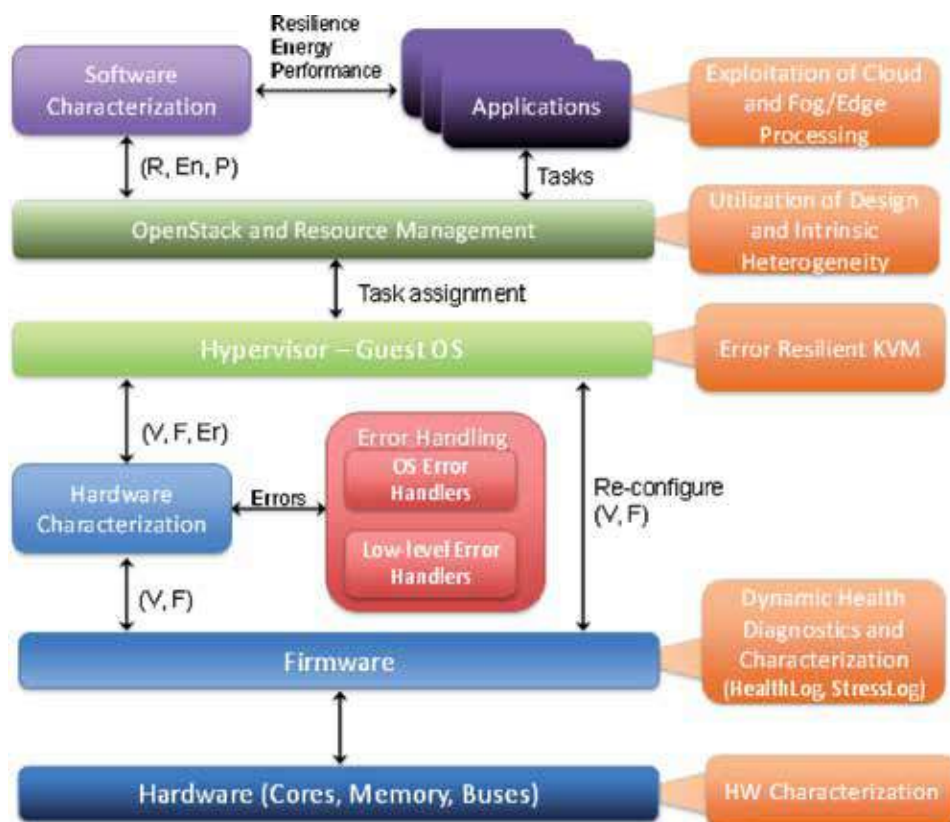 Resilience
Energy
Performance
Software
Characterization
Applications
Exploitation of Cloud
and Fog/Edge
Processing
(R, En, P)
Tasks
OpenStack and Resource Management
Utilization of Design
and Intrinsic
Heterogeneity
Task assignment
Hypervisor – Guest OS
Error Resilient KVM
(V, F, Er)
Error Handling
OS Error
Handlers
Hardware
Characterization
Errors
Low-level Error
Handlers
Re-configure
(V, F)
(V, F)
Firmware
Dynamic Health
Diagnostics and
Characterization
(HealthLog, StressLog)
Hardware (Cores, Memory, Buses)
HW Characterization